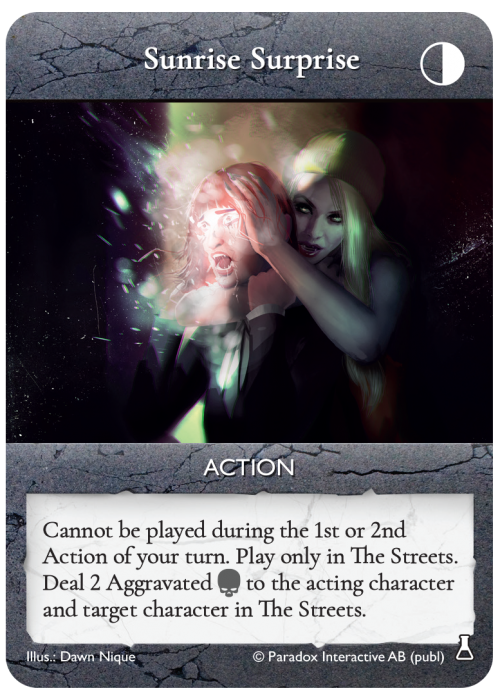 Sunrise Surprise
ACTION
Cannot be played during the 1st or 2nd
Action of your turn. Play only in The Streets.
Deal 2 Aggravated to the acting character
and target character in The Streets.
Illus.: Dawn Nique © Paradox Interactive AB (publ)